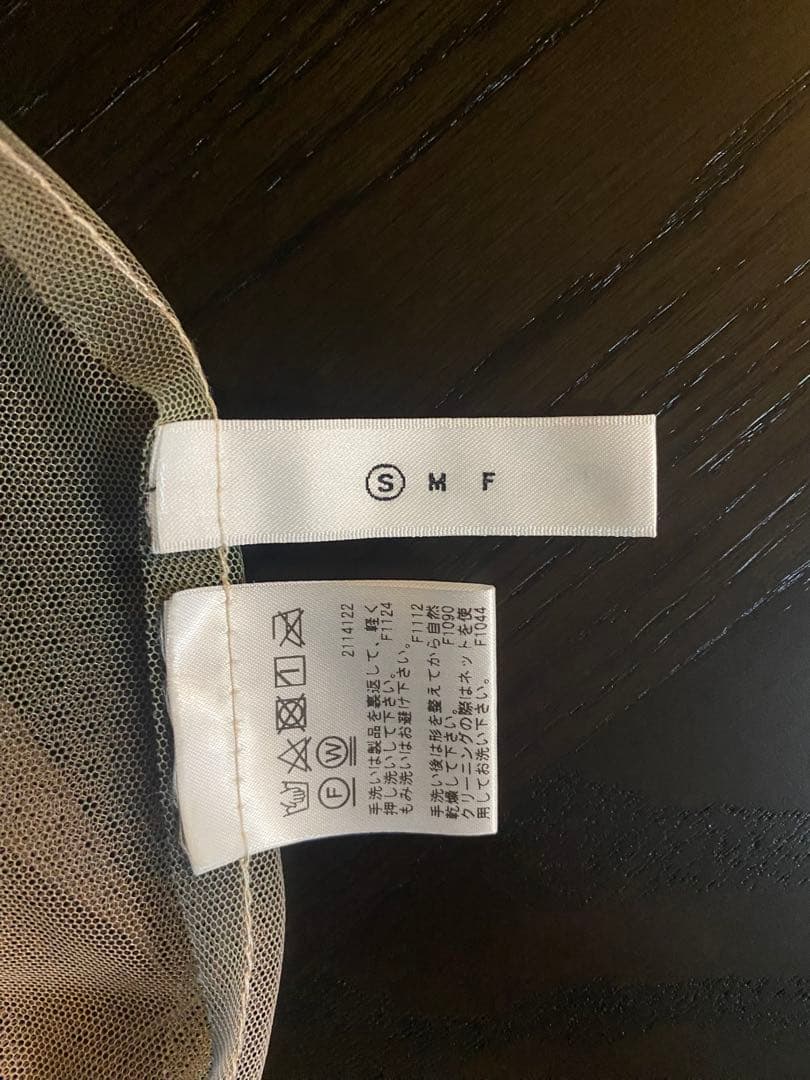 S M F
F W
2114122
手洗いは製品を裏返して、軽く
押し洗いして下さい。 F1124
もみ洗いはお避け下さい。
F1112
手洗い後は形を整えてから自然
乾燥して下さい。 F1090
クリーニングの際はネットを使
用してお洗い下さい。 F1044